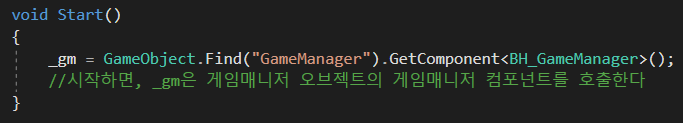 void Start()
{
_gm = GameObject.Find("GameManager").GetComponent<BH_GameManager>();
//시작하면, _gm은 게임매니저 오브젝트의 게임매니저 컴포넌트를 호출한다
}